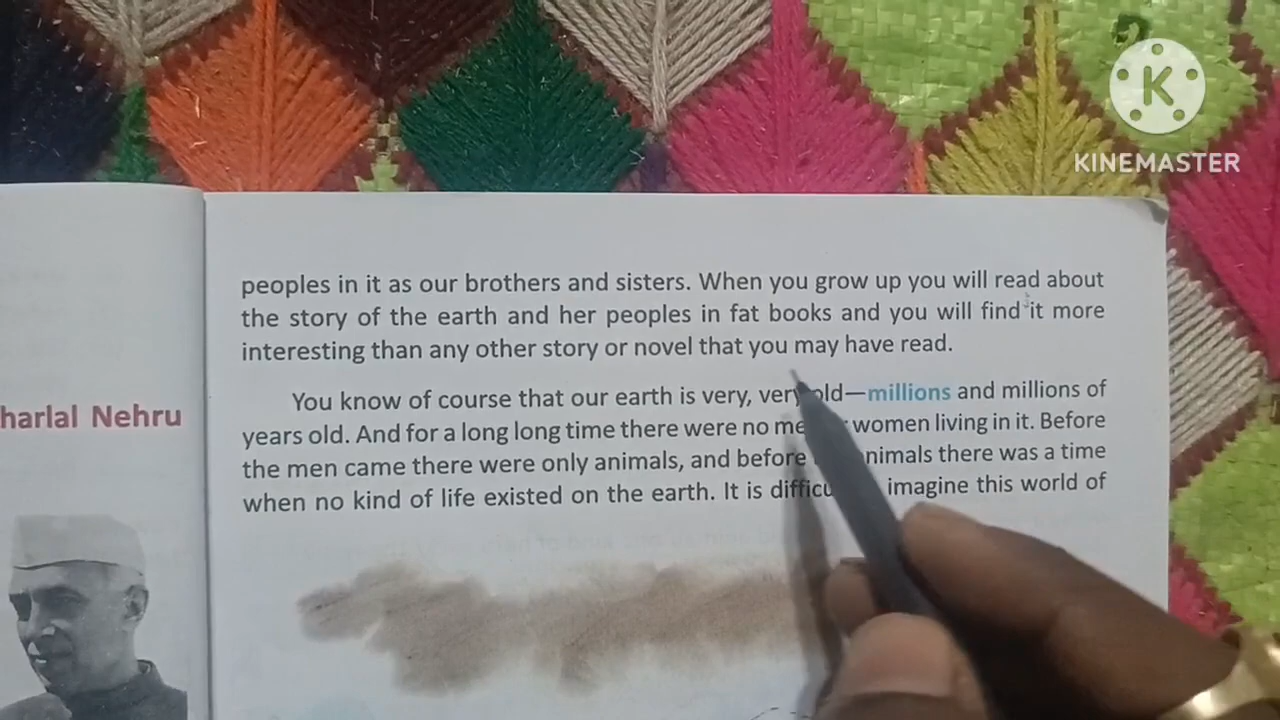 KINEMASTER
peoples in it as our brothers and sisters. When you grow up you will read about
the story of the earth and her peoples in fat books and you will find it more
interesting than any other story or novel that you may have read.
You know of course that our earth is very, very old—millions and millions of
years old. And for a long long time there were no women living in it. Before
the men came there were only animals, and before animals there was a time
when no kind of life existed on the earth. It is imagine this world of
harlal Nehru